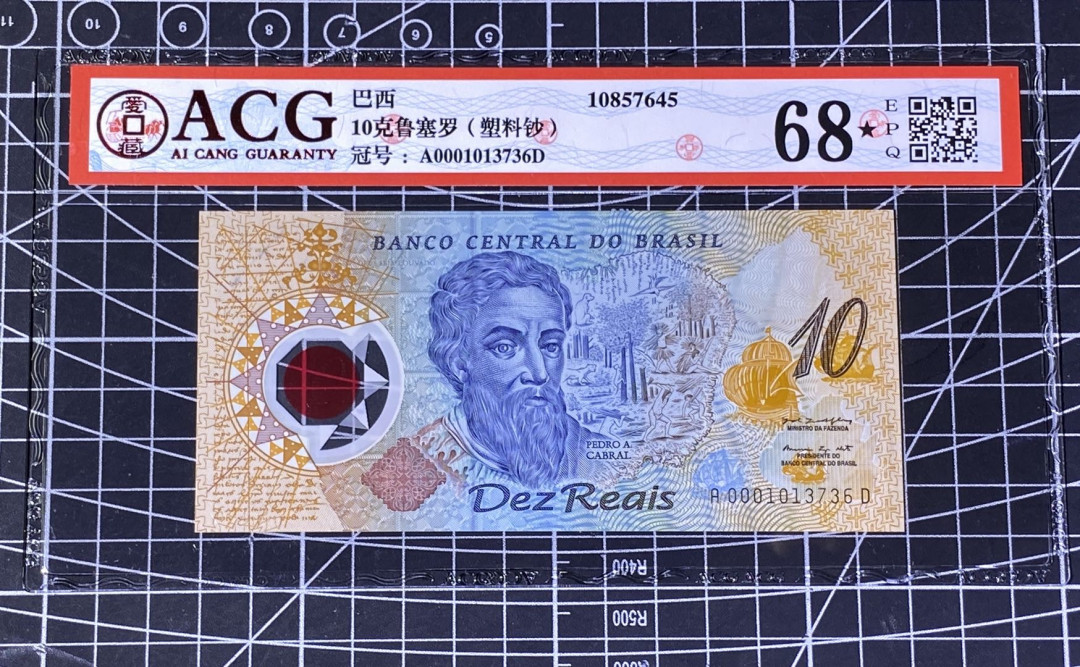 11 10 9 8 7 6 5
爱
藏
ACG
AI CANG GUARANTY
巴西
10克鲁塞罗（塑料钞）
冠号：A0001013736D
10857645
68★
E
P
Q
BANCO CENTRAL DO BRASIL
10
MINISTRO DA FAZENDA
PRESIDENTE DO
BANCO CENTRAL DO BRASIL
PEDRO A.
CABRAL
Dez Reais
A 0001013736 D
R400
R500